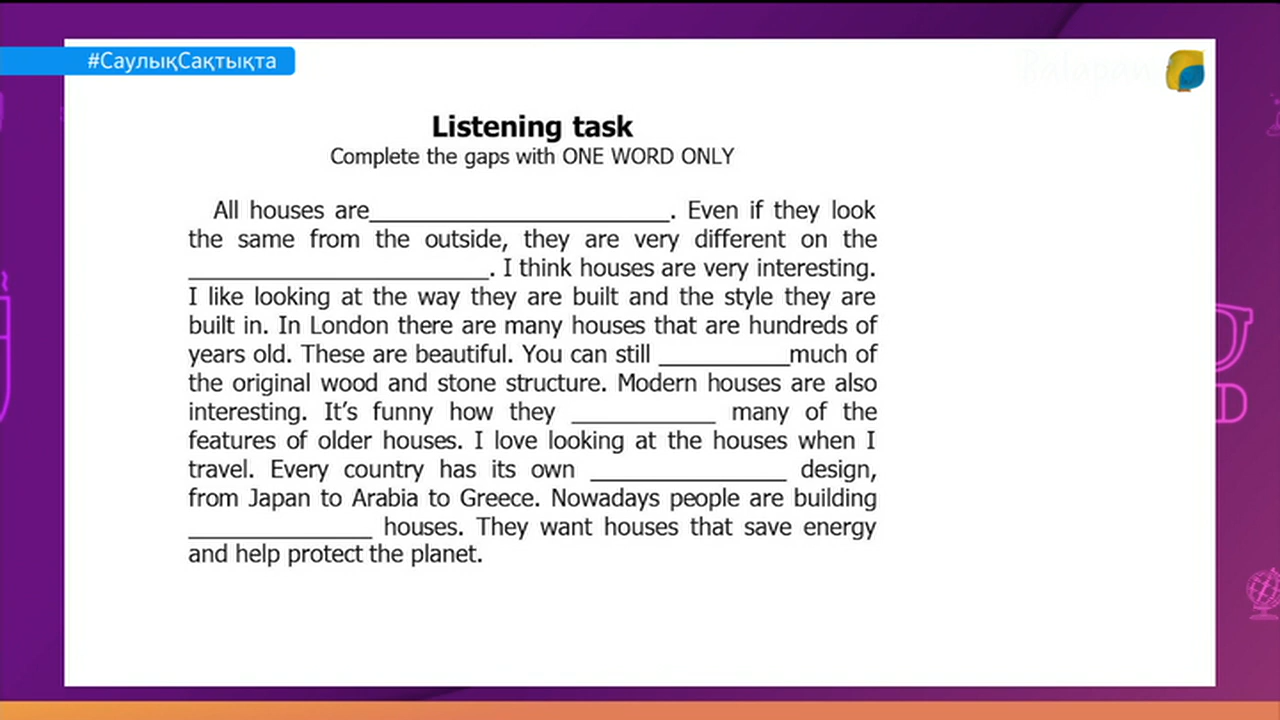 #СаулықСақтықта
Balapan
Listening task
Complete the gaps with ONE WORD ONLY
All houses are_______________________. Even if they look
the same from the outside, they are very different on the
_______________________. I think houses are very interesting.
I like looking at the way they are built and the style they are
built in. In London there are many houses that are hundreds of
years old. These are beautiful. You can still __________much of
the original wood and stone structure. Modern houses are also
interesting. It’s funny how they ___________ many of the
features of older houses. I love looking at the houses when I
travel. Every country has its own _______________ design,
from Japan to Arabia to Greece. Nowadays people are building
______________ houses. They want houses that save energy
and help protect the planet.